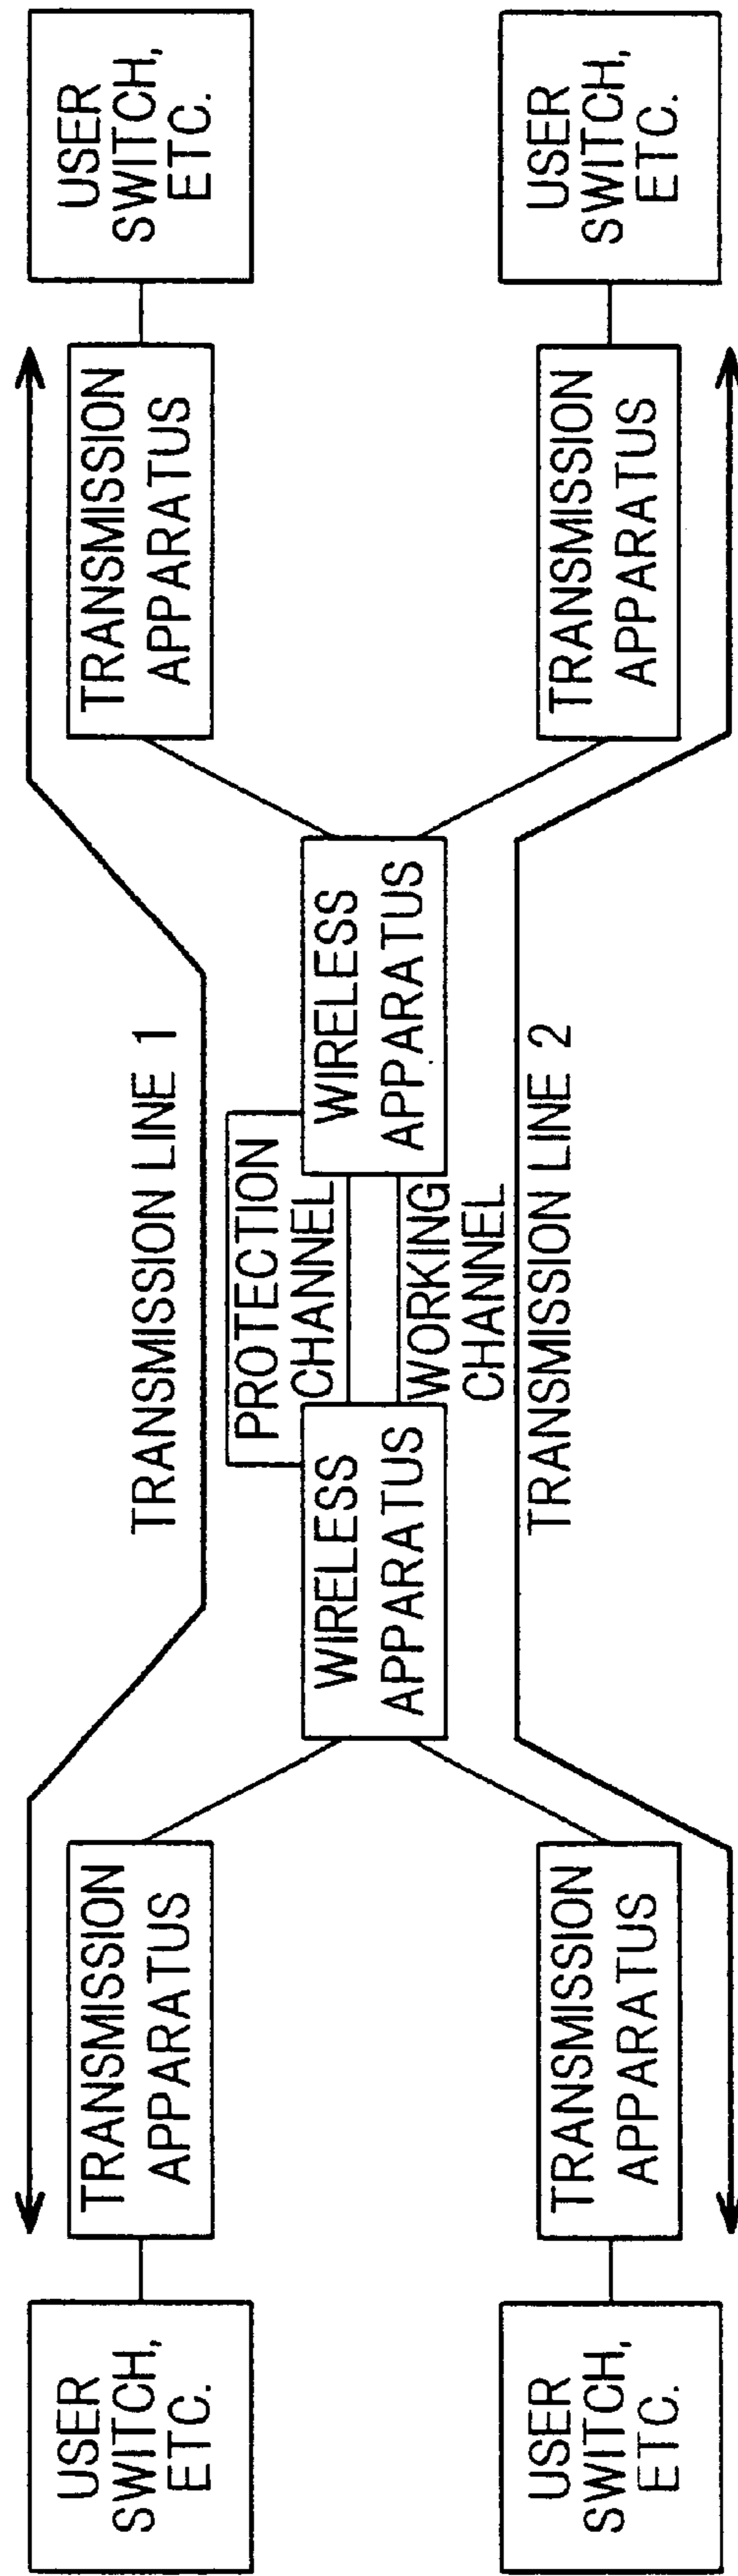 USER
SWITCH,
ETC.
TRANSMISSION
APPARATUS
TRANSMISSION LINE 1
TRANSMISSION
APPARATUS
USER
SWITCH,
ETC.
WIRELESS
APPARATUS
PROTECTION
CHANNEL
WORKING
CHANNEL
WIRELESS
APPARATUS
TRANSMISSION LINE 2
USER
SWITCH,
ETC.
TRANSMISSION
APPARATUS
TRANSMISSION
APPARATUS
USER
SWITCH,
ETC.